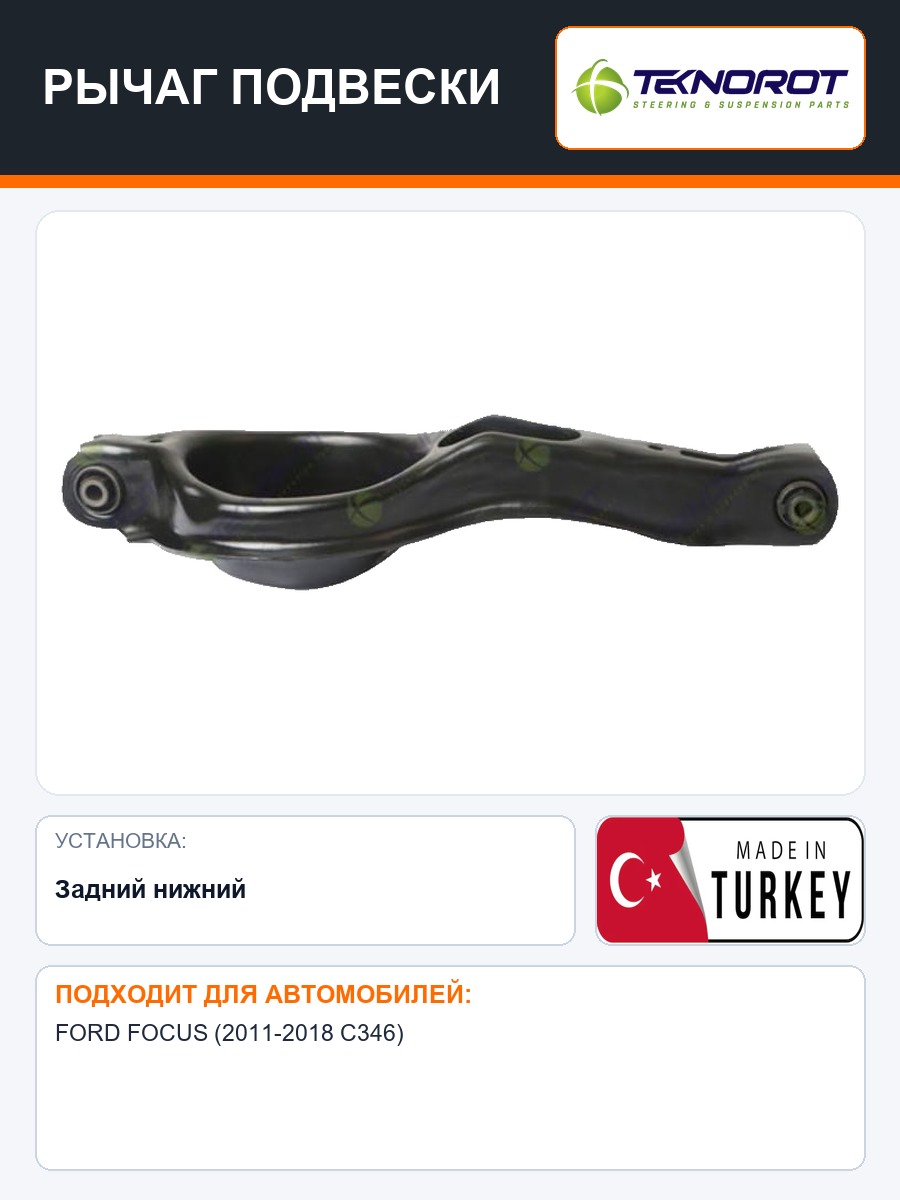 РЫЧАГ ПОДВЕСКИ
TEKNOROT
STEERING & SUSPENSION PARTS
УСТАНОВКА:
Задний нижний
MADE IN
TURKEY
ПОДХОДИТ ДЛЯ АВТОМОБИЛЕЙ:
FORD FOCUS (2011-2018 C346)